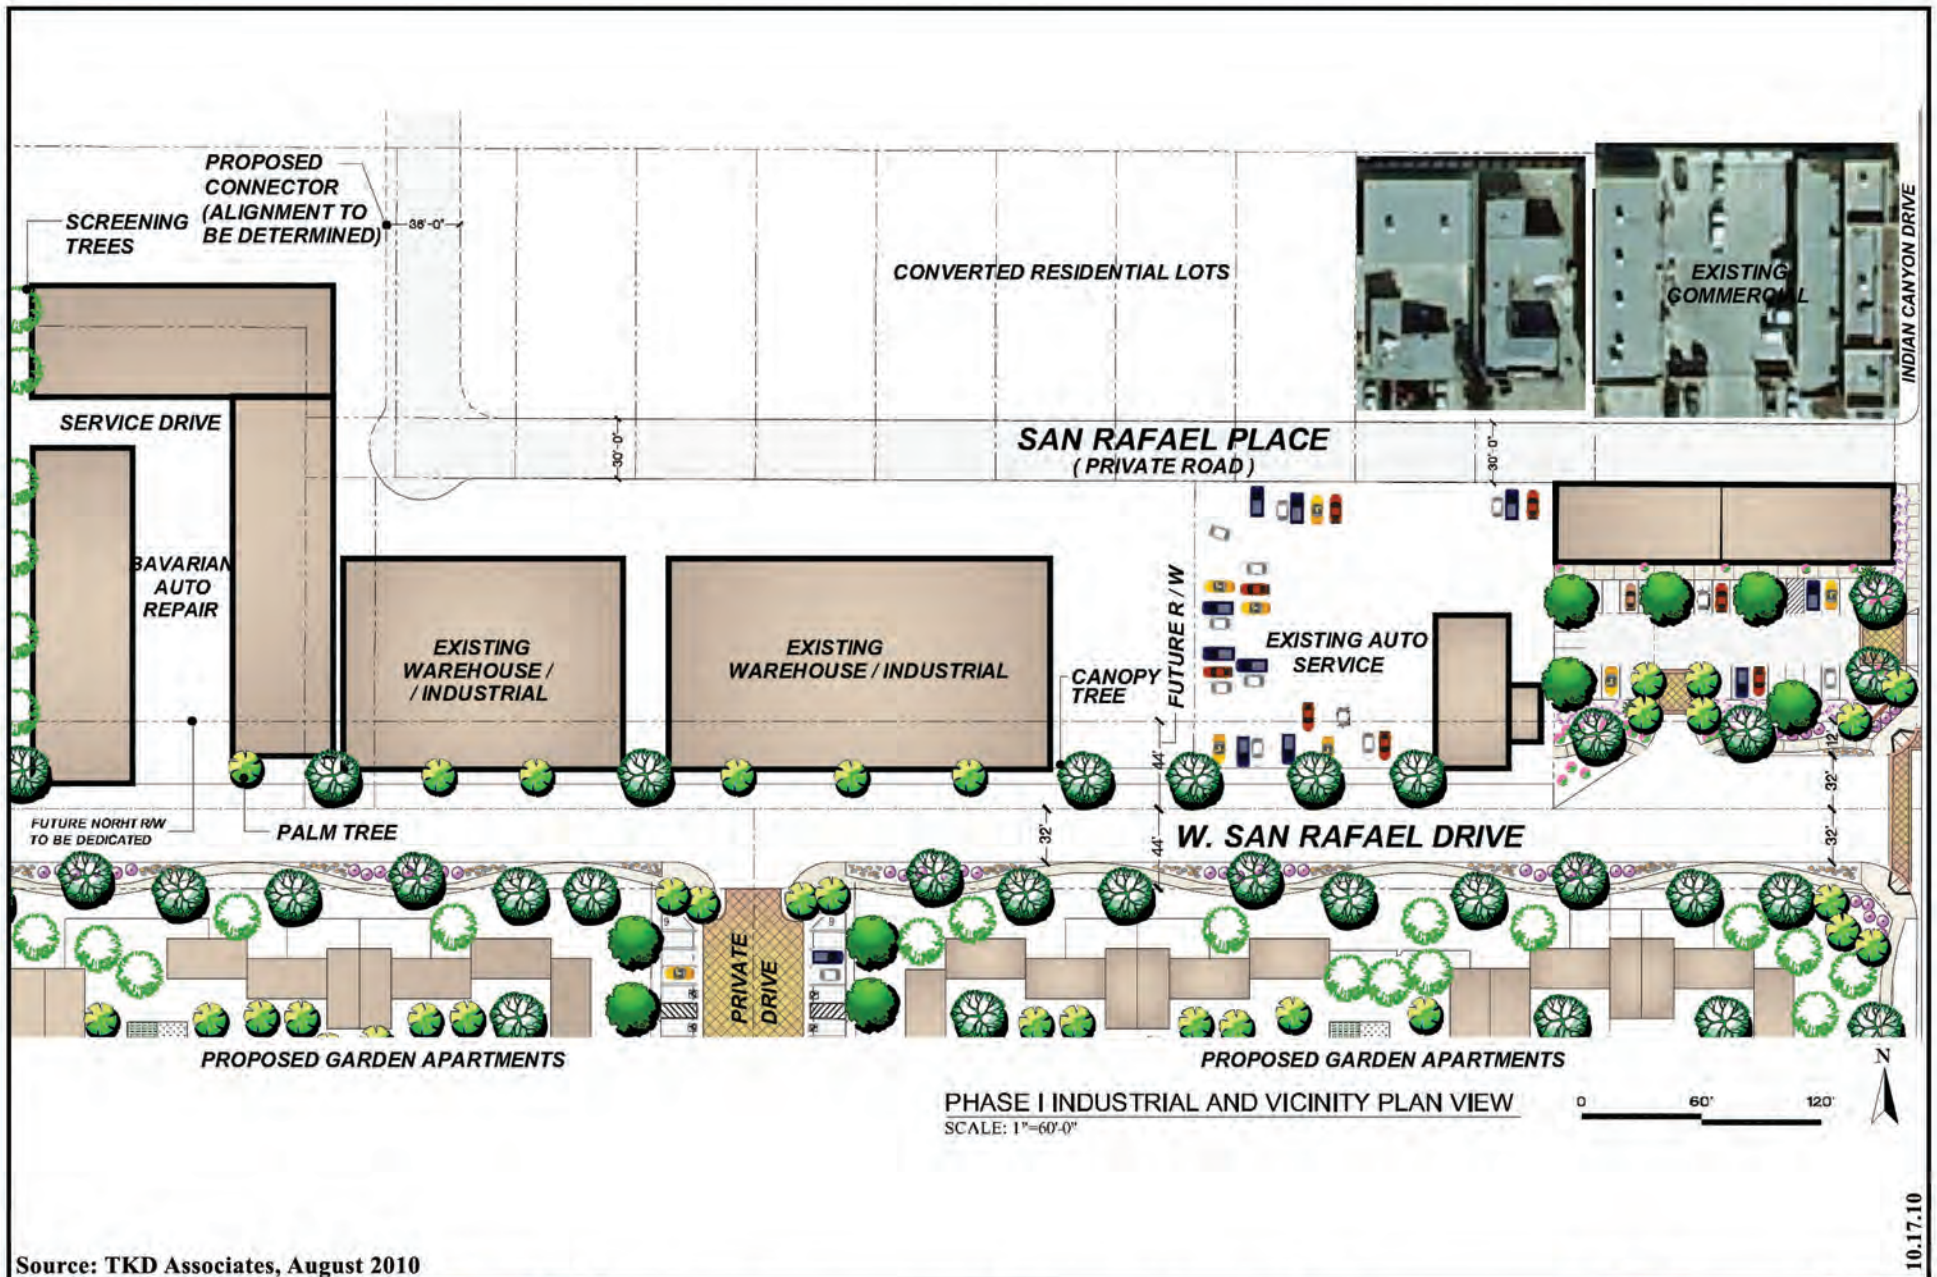 PROPOSED
CONNECTOR
(ALIGNMENT TO
BE DETERMINED)
SCREENING
TREES
36'-0"
CONVERTED RESIDENTIAL LOTS
EXISTING
COMMERCIAL
INDIAN CANYON DRIVE
SERVICE DRIVE
30'-0"
SAN RAFAEL PLACE
( PRIVATE ROAD )
30'-0"
BAVARIAN
AUTO
REPAIR
EXISTING
WAREHOUSE /
/ INDUSTRIAL
EXISTING
WAREHOUSE / INDUSTRIAL
CANOPY
TREE
FUTURE R / W
EXISTING AUTO
SERVICE
44'
12'
32'
FUTURE NORHT R/W
TO BE DEDICATED
PALM TREE
32'
44'
W. SAN RAFAEL DRIVE
32'
9
9
PRIVATE
DRIVE
PROPOSED GARDEN APARTMENTS
PROPOSED GARDEN APARTMENTS
N
PHASE I INDUSTRIAL AND VICINITY PLAN VIEW
SCALE: 1"=60'-0"
0 60' 120'
10.17.10
Source: TKD Associates, August 2010